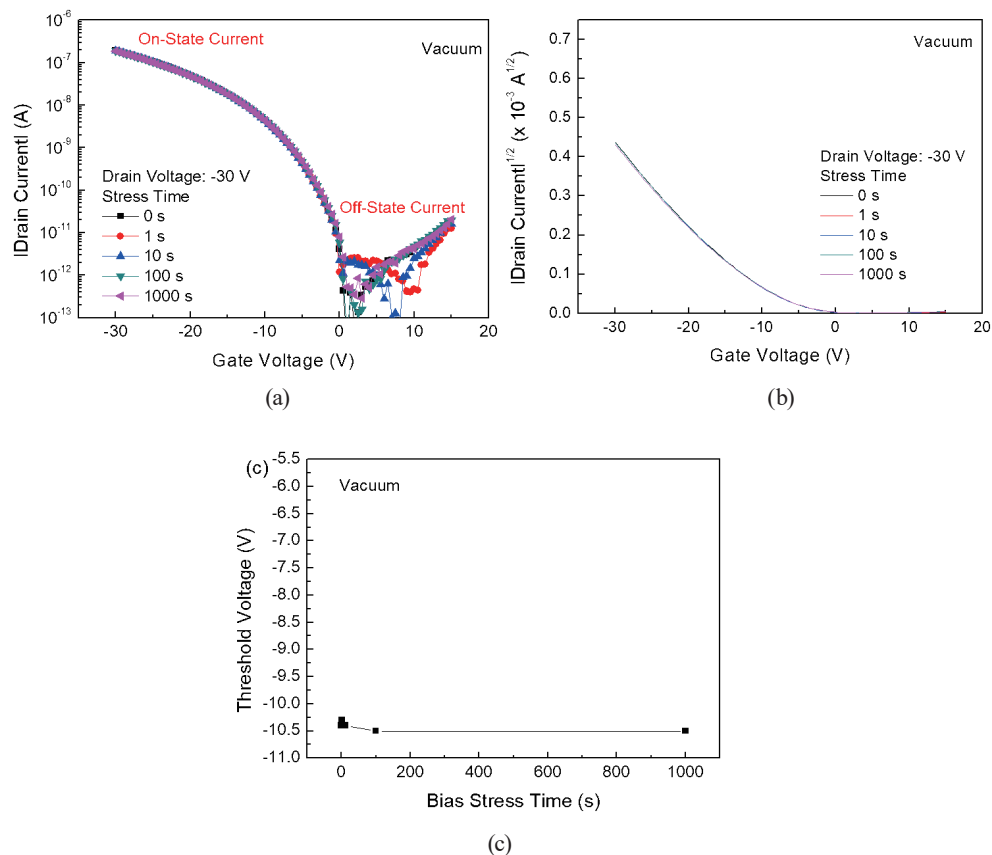 10⁻⁶
10⁻⁷
10⁻⁸
10⁻⁹
10⁻¹⁰
10⁻¹¹
10⁻¹²
10⁻¹³
|Drain Current| (A)
On-State Current
Vacuum
Drain Voltage: -30 V
Stress Time
0 s
1 s
10 s
100 s
1000 s
Off-State Current
-30 -20 -10 0 10 20
Gate Voltage (V)
(a)
0.7
0.6
0.5
0.4
0.3
0.2
0.1
0.0
|Drain Current|¹ᐟ² (x 10⁻³ A¹ᐟ²)
Vacuum
Drain Voltage: -30 V
Stress Time
0 s
1 s
10 s
100 s
1000 s
-30 -20 -10 0 10 20
Gate Voltage (V)
(b)
(c)
-5.5
-6.0
-6.5
-7.0
-7.5
-8.0
-8.5
-9.0
-9.5
-10.0
-10.5
-11.0
Threshold Voltage (V)
Vacuum
0 200 400 600 800 1000
Bias Stress Time (s)
(c)